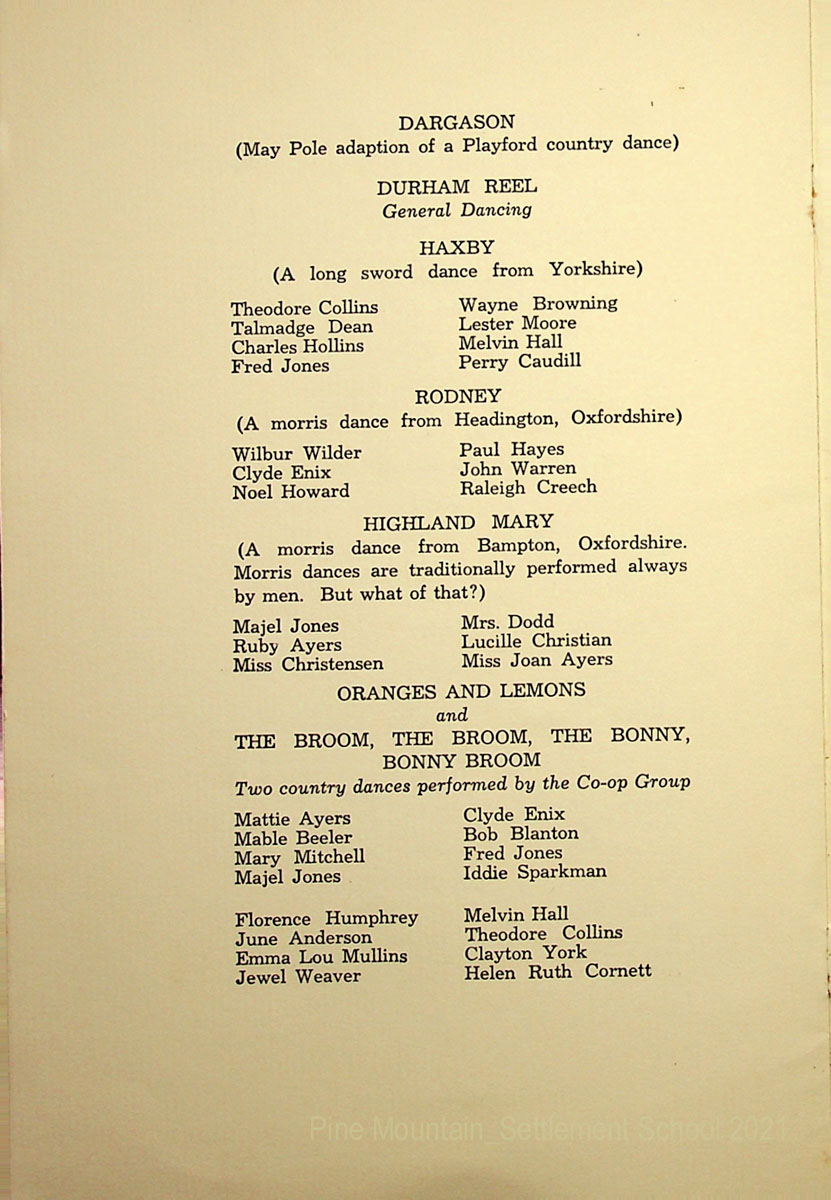 DARGASON
(May Pole adaption of a Playford country dance)
DURHAM REEL
General Dancing
HAXBY
(A long sword dance from Yorkshire)
Theodore Collins Wayne Browning
Talmadge Dean Lester Moore
Charles Hollins Melvin Hall
Fred Jones Perry Caudill
RODNEY
(A morris dance from Headington, Oxfordshire)
Wilbur Wilder Paul Hayes
Clyde Enix John Warren
Noel Howard Raleigh Creech
HIGHLAND MARY
(A morris dance from Bampton, Oxfordshire.
Morris dances are traditionally performed always
by men. But what of that?)
Majel Jones Mrs. Dodd
Ruby Ayers Lucille Christian
Miss Christensen Miss Joan Ayers
ORANGES AND LEMONS
and
THE BROOM, THE BROOM, THE BONNY,
BONNY BROOM
Two country dances performed by the Co-op Group
Mattie Ayers Clyde Enix
Mable Beeler Bob Blanton
Mary Mitchell Fred Jones
Majel Jones Iddie Sparkman
Florence Humphrey Melvin Hall
June Anderson Theodore Collins
Emma Lou Mullins Clayton York
Jewel Weaver Helen Ruth Cornett
Pine Mountain_Settlement School 2021